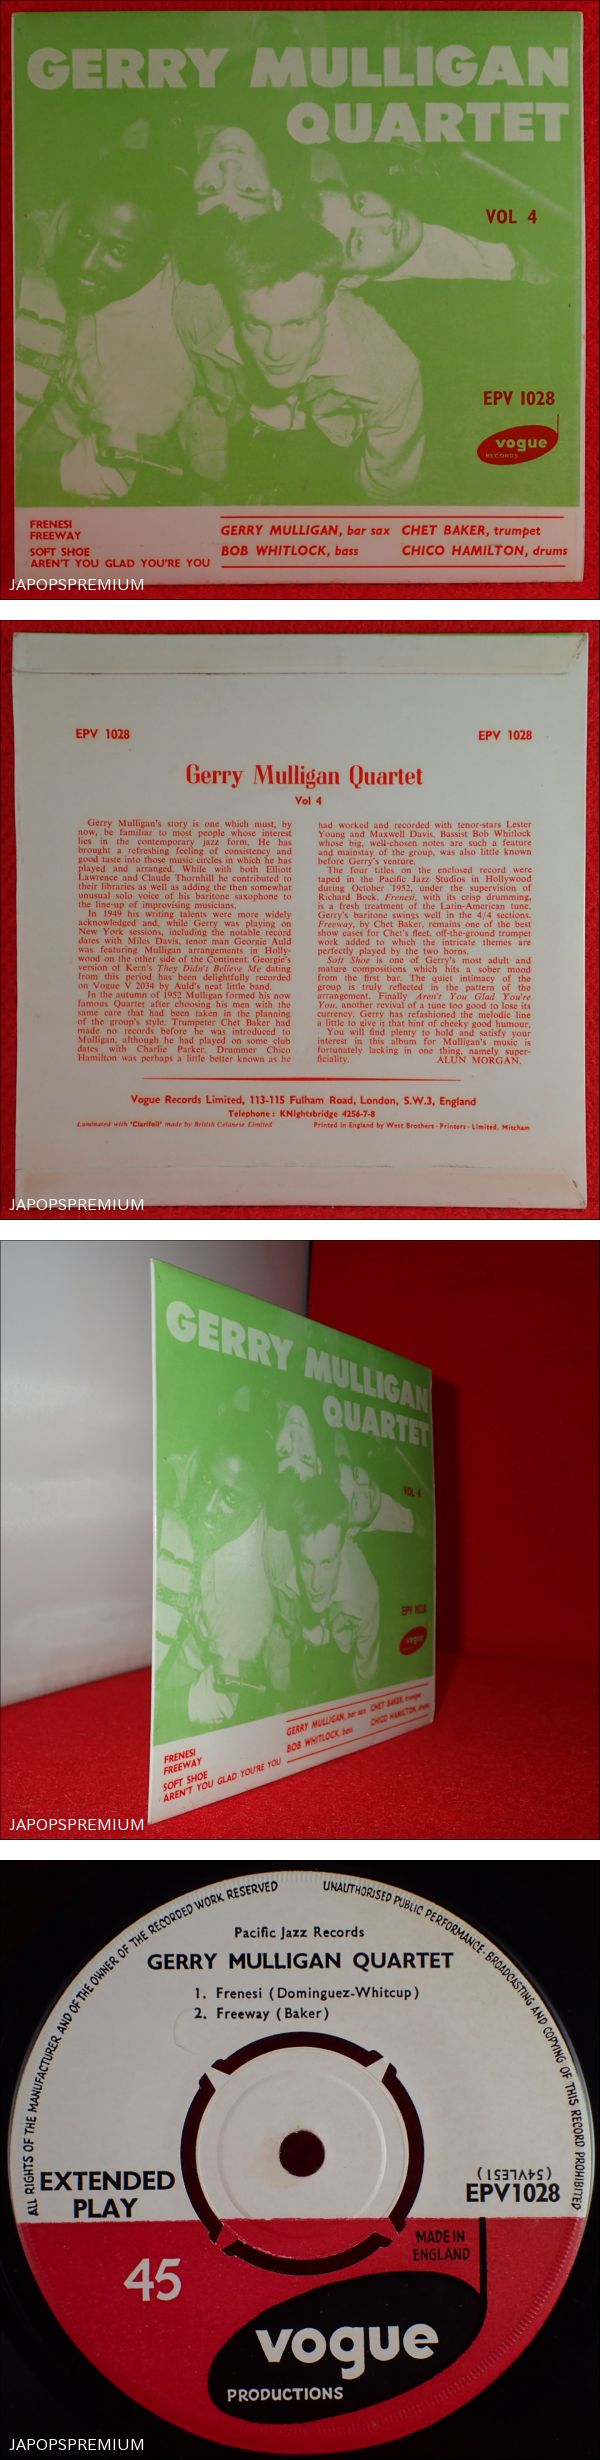 GERRY MULLIGAN
QUARTET
VOL 4
EPV 1028
vogue
RECORDS
FRENESI
FREEWAY
SOFT SHOE
AREN'T YOU GLAD YOU'RE YOU
GERRY MULLIGAN, bar sax CHET BAKER, trumpet
BOB WHITLOCK, bass CHICO HAMILTON, drums
JAPOPSPREMIUM
EPV 1028 EPV 1028
Gerry Mulligan Quartet
Vol 4
Gerry Mulligan's story is one which must, by
now, be familiar to most people whose interest
lies in the contemporary jazz form. He has
brought a refreshing feeling of consistency and
good taste into those music circles in which he has
played and arranged. While with both Elliott
Lawrence and Claude Thornhill he contributed to
their libraries as well as adding the then somewhat
unusual solo voice of his baritone saxophone to
the line-up of improvising musicians.
In 1949 his writing talents were more widely
acknowledged and, while Gerry was playing on
New York sessions, including the notable record
dates with Miles Davis, tenor man Georgie Auld
was featuring Mulligan arrangements in Holly-
wood on the other side of the Continent. Georgie's
version of Kern's They Didn't Believe Me dating
from this period has been delightfully recorded
on Vogue V 2034 by Auld's neat little band.
In the autumn of 1952 Mulligan formed his now
famous Quartet after choosing his men with the
same care that had been taken in the planning
of the group's style. Trumpeter Chet Baker had
made no records before he was introduced to
Mulligan, although he had played on some club
dates with Charlie Parker. Drummer Chico
Hamilton was perhaps a little better known as he
had worked and recorded with tenor-stars Lester
Young and Maxwell Davis. Bassist Bob Whitlock
whose big, well-chosen notes are such a feature
and mainstay of the group, was also little known
before Gerry's venture.
The four titles on the enclosed record were
taped in the Pacific Jazz Studios in Hollywood
during October 1952, under the supervision of
Richard Bock. Frenesi, with its crisp drumming,
is a fresh treatment of the Latin-American tune.
Gerry's baritone swings well in the 4/4 sections.
Freeway, by Chet Baker, remains one of the best
show cases for Chet's fleet, off-the-ground trumpet
work added to which the intricate themes are
perfectly played by the two horns.
Soft Shoe is one of Gerry's most adult and
mature compositions which hits a sober mood
from the first bar. The quiet intimacy of the
group is truly reflected in the pattern of the
arrangement. Finally Aren't You Glad You're
You, another revival of a tune too good to lose its
currency. Gerry has refashioned the melodic line
a little to give it that hint of cheeky good humour.
You will find plenty to hold and satisfy your
interest in this album for Mulligan's music is
fortunately lacking in one thing, namely super-
ficiality. ALUN MORGAN.
Vogue Records Limited, 113-115 Fulham Road, London, S.W.3, England
Telephone : KNIghtsbridge 4256-7-8
Laminated with 'Clarifoil' made by British Celanese Limited Printed in England by West Brothers - Printers - Limited, Mitcham
JAPOPSPREMIUM
GERRY MULLIGAN
QUARTET
VOL 4
EPV 1028
vogue
FRENESI
FREEWAY
SOFT SHOE
AREN'T YOU GLAD YOU'RE YOU
GERRY MULLIGAN, bar sax CHET BAKER, trumpet
BOB WHITLOCK, bass CHICO HAMILTON, drums
JAPOPSPREMIUM
ALL RIGHTS OF THE MANUFACTURER AND OF THE OWNER OF THE RECORDED WORK RESERVED
UNAUTHORISED PUBLIC PERFORMANCE · BROADCASTING AND COPYING OF THIS RECORD PROHIBITED
Pacific Jazz Records
GERRY MULLIGAN QUARTET
1. Frenesi (Dominguez-Whitcup)
2. Freeway (Baker)
EXTENDED
PLAY
(54VLE51)
EPV1028
45
MADE IN
ENGLAND
vogue
PRODUCTIONS
JAPOPSPREMIUM